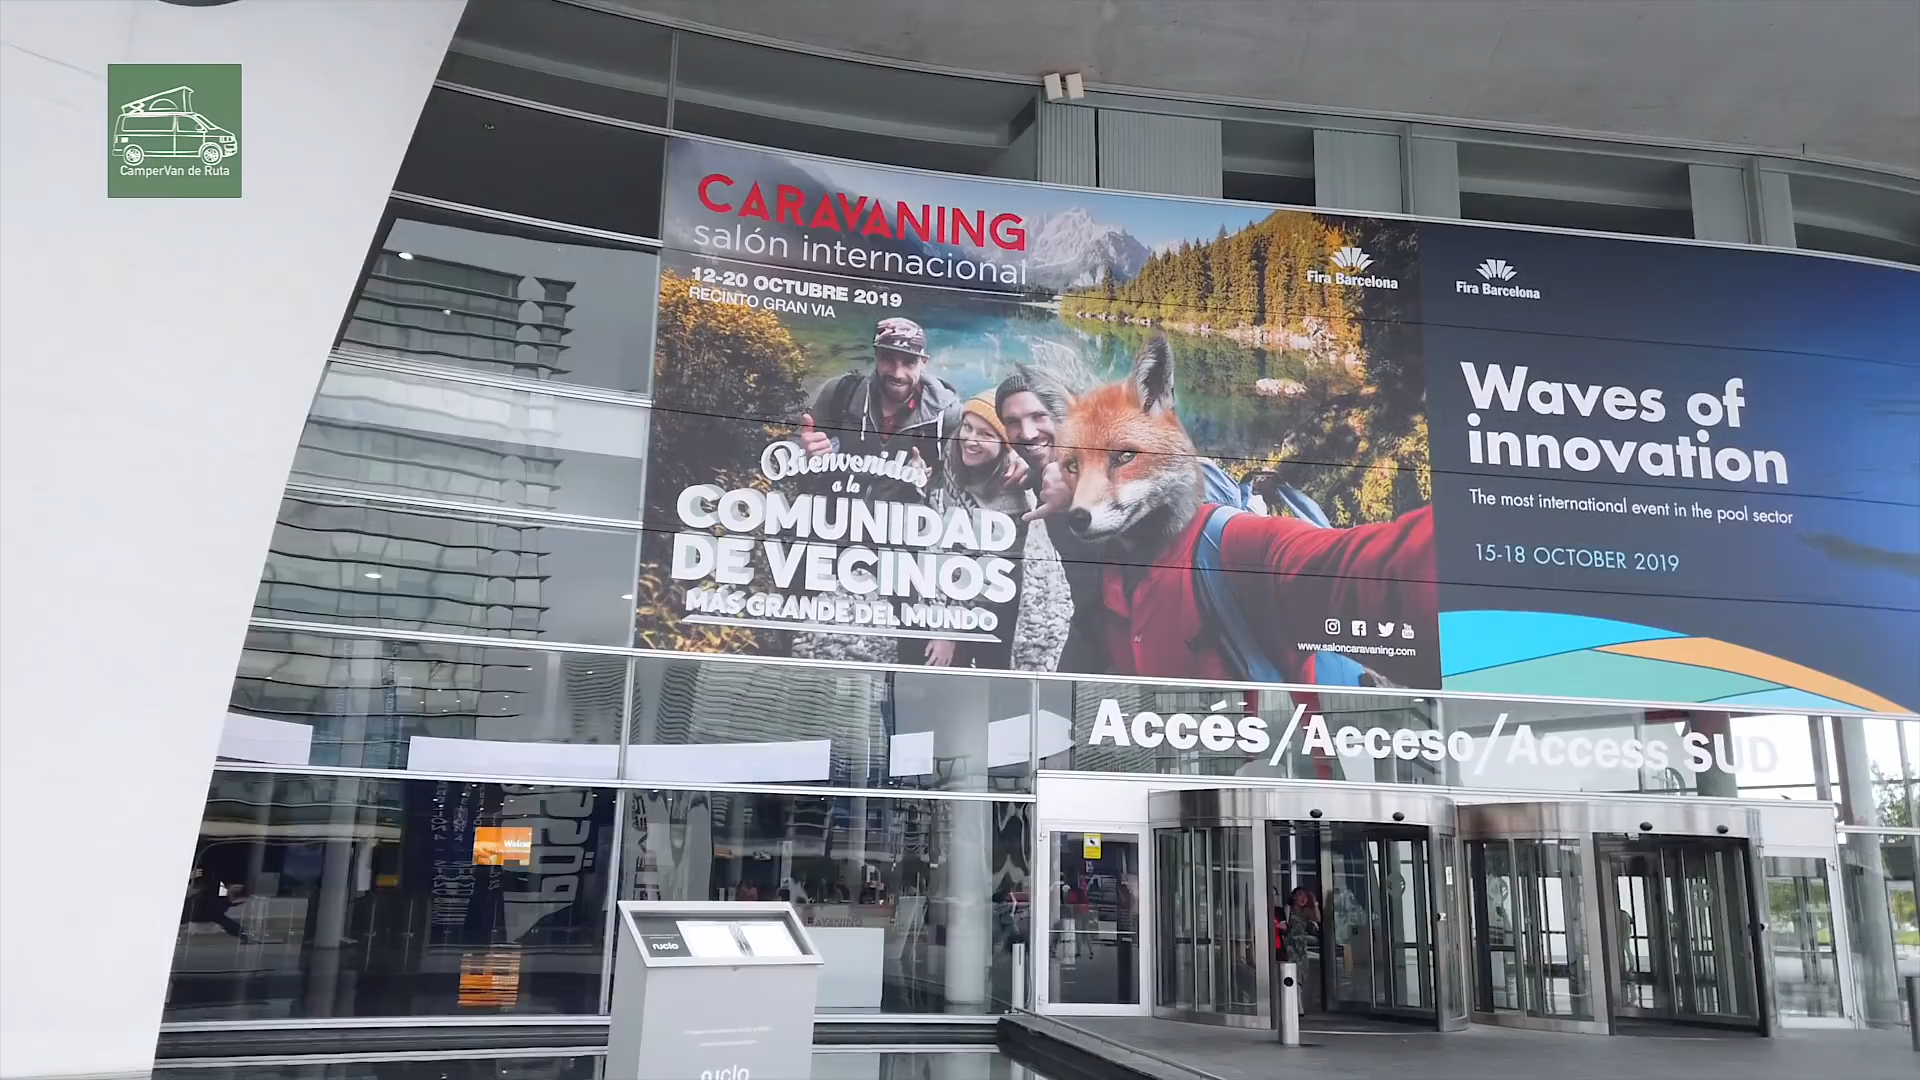 CamperVan de Ruta
CARAVANING
salón internacional
12-20 OCTUBRE 2019
RECINTO GRAN VIA
Fira Barcelona
Bienvenidos
a la
COMUNIDAD
DE VECINOS
MÁS GRANDE DEL MUNDO
www.saloncaravaning.com
Fira Barcelona
Waves of
innovation
The most international event in the pool sector
15-18 OCTOBER 2019
Accés/Acceso/Access SUD